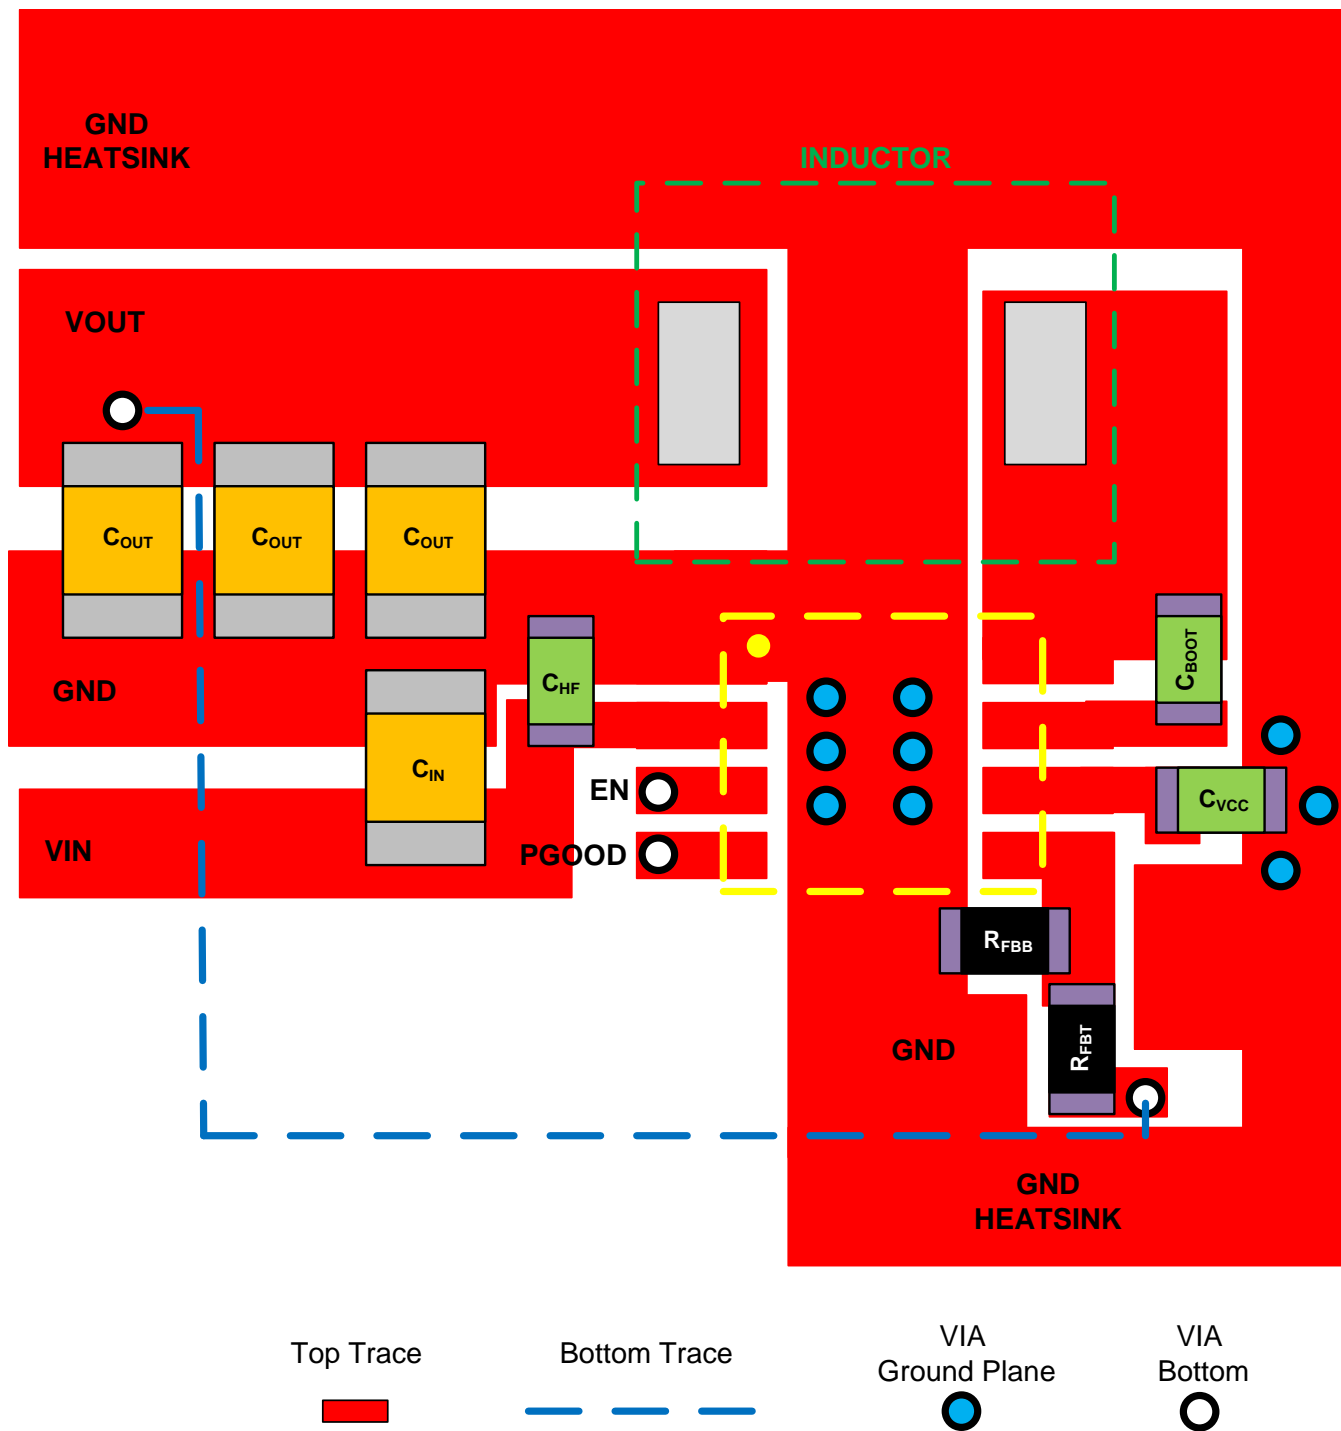 GND
HEATSINK
INDUCTOR
VOUT
COUT
COUT
COUT
GND
CHF
CBOOT
CIN
EN
CVCC
VIN
PGOOD
RFBB
GND
RFBT
GND
HEATSINK
Top Trace
Bottom Trace
VIA
Ground Plane
VIA
Bottom